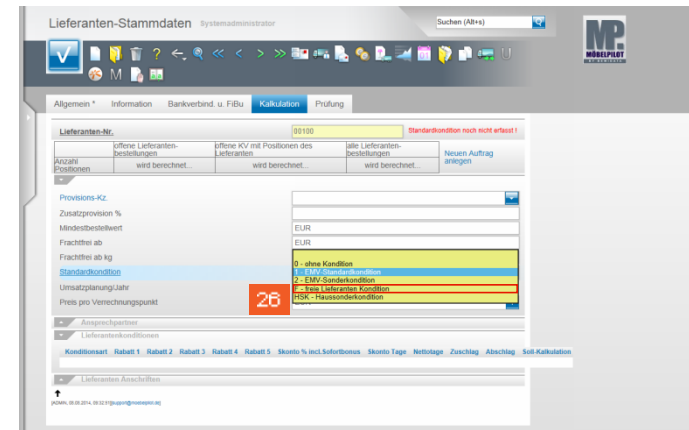 Lieferanten-Stammdaten Systemadministrator
Suchen (Alt+s)
MP
MÖBELPILOT
Allgemein * Information Bankverbind. u. FiBu Kalkulation Prüfung
Lieferanten-Nr. 00100 Standardkondition noch nicht erfasst !
Anzahl Positionen offene Lieferanten-bestellungen offene KV mit Positionen des Lieferanten alle Lieferanten-bestellungen Neuen Auftrag anlegen
wird berechnet... wird berechnet... wird berechnet...
Provisions-Kz.
Zusatzprovision %
Mindestbestellwert EUR
Frachtfrei ab EUR
Frachtfrei ab kg
0 - ohne Kondition
Standardkondition 1 - EMV-Standardkondition
2 - EMV-Sonderkondition
Umsatzplanung/Jahr F - freie Lieferanten Kondition
26 HSK - Haussonderkondition
Preis pro Verrechnungspunkt EUR
Ansprechpartner
Lieferantenkonditionen
Konditionsart Rabatt 1 Rabatt 2 Rabatt 3 Rabatt 4 Rabatt 5 Skonto % incl.Sofortbonus Skonto Tage Nettotage Zuschlag Abschlag Soll-Kalkulation
Lieferanten Anschriften